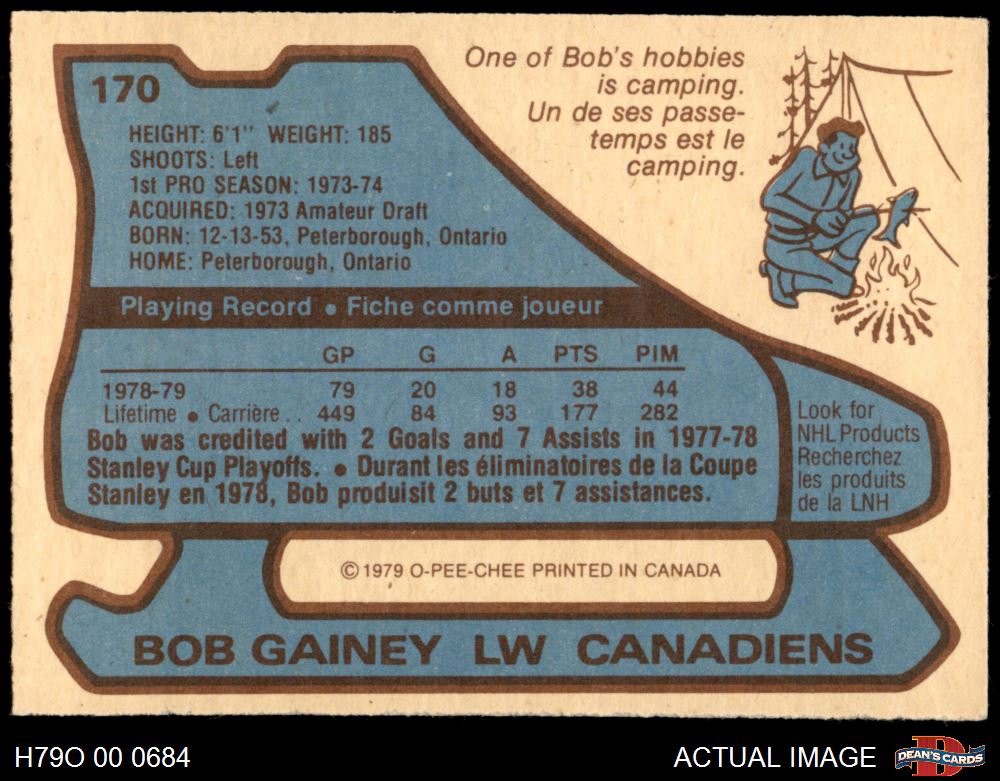 170
One of Bob's hobbies
is camping.
Un de ses passe-
temps est le
camping.
HEIGHT: 6'1" WEIGHT: 185
SHOOTS: Left
1st PRO SEASON: 1973-74
ACQUIRED: 1973 Amateur Draft
BORN: 12-13-53, Peterborough, Ontario
HOME: Peterborough, Ontario
Playing Record • Fiche comme joueur
GP G A PTS PIM
1978-79 79 20 18 38 44
Lifetime • Carrière.. 449 84 93 177 282
Bob was credited with 2 Goals and 7 Assists in 1977-78
Stanley Cup Playoffs. • Durant les éliminatoires de la Coupe
Stanley en 1978, Bob produisit 2 buts et 7 assistances.
Look for
NHL Products
Recherchez
les produits
de la LNH
© 1979 O-PEE-CHEE PRINTED IN CANADA
BOB GAINEY LW CANADIENS
H79O 00 0684
ACTUAL IMAGE
D
DEAN'S CARDS